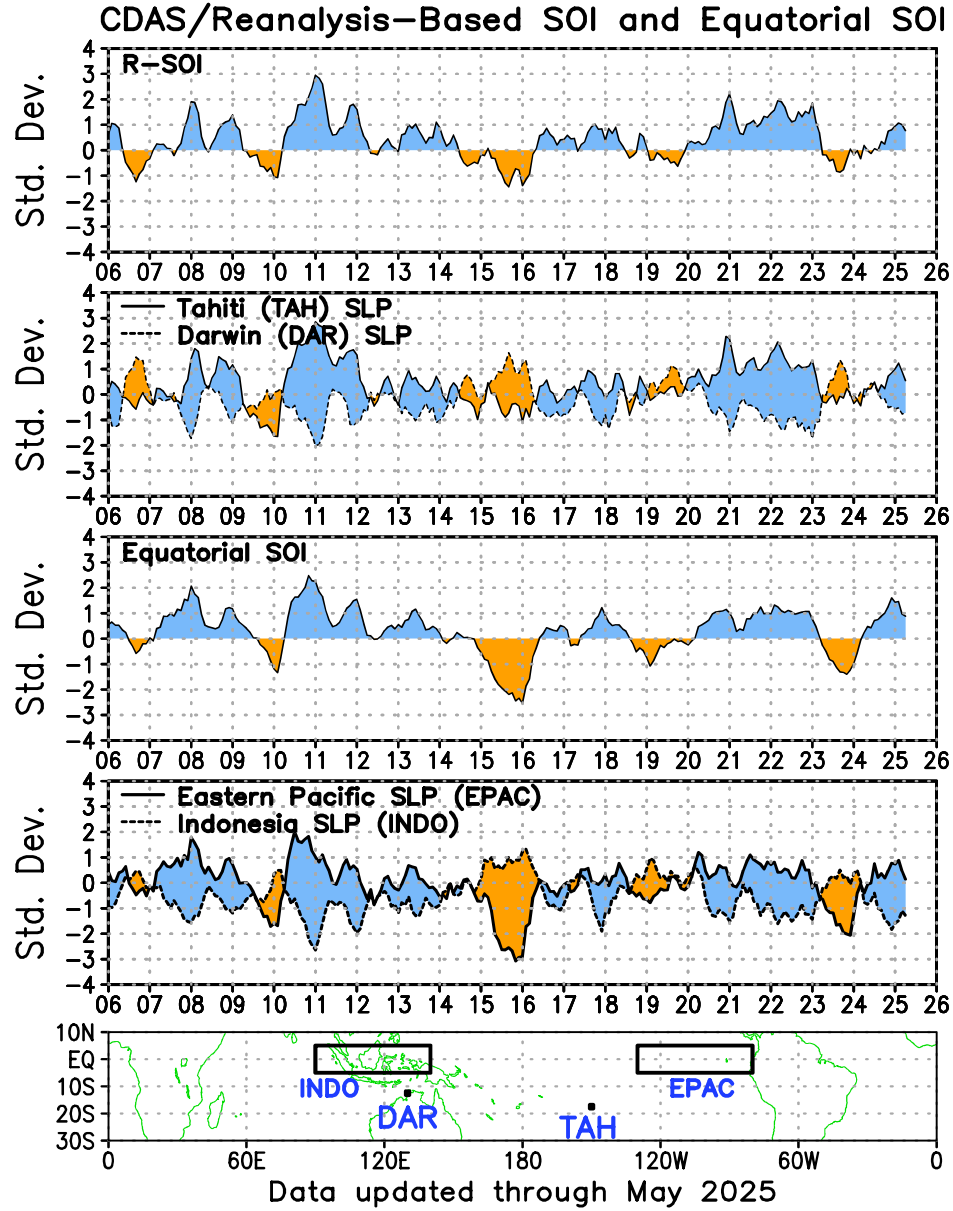 CDAS/Reanalysis-Based SOI and Equatorial SOI
R-SOI
Std. Dev.
4
3
2
1
0
-1
-2
-3
-4
06 07 08 09 10 11 12 13 14 15 16 17 18 19 20 21 22 23 24 25 26
Tahiti (TAH) SLP
Darwin (DAR) SLP
Std. Dev.
4
3
2
1
0
-1
-2
-3
-4
06 07 08 09 10 11 12 13 14 15 16 17 18 19 20 21 22 23 24 25 26
Equatorial SOI
Std. Dev.
4
3
2
1
0
-1
-2
-3
-4
06 07 08 09 10 11 12 13 14 15 16 17 18 19 20 21 22 23 24 25 26
Eastern Pacific SLP (EPAC)
Indonesia SLP (INDO)
Std. Dev.
4
3
2
1
0
-1
-2
-3
-4
06 07 08 09 10 11 12 13 14 15 16 17 18 19 20 21 22 23 24 25 26
10N
EQ
10S
20S
30S
INDO
EPAC
DAR
TAH
0 60E 120E 180 120W 60W 0
Data updated through May 2025